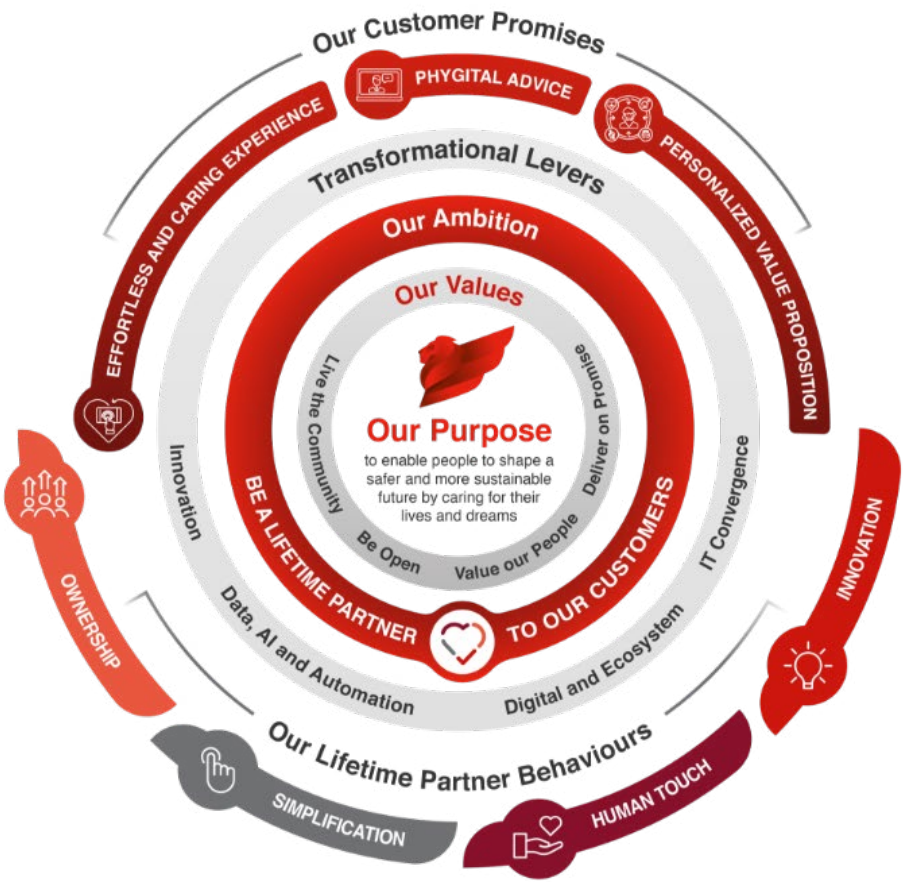 Our Customer Promises
EFFORTLESS AND CARING EXPERIENCE
PHYGITAL ADVICE
PERSONALIZED VALUE PROPOSITION
Transformational Levers
Innovation
Data, AI and Automation
Digital and Ecosystem
IT Convergence
Our Ambition
BE A LIFETIME PARTNER
TO OUR CUSTOMERS
Our Values
Live the Community
Be Open
Value our People
Deliver on Promise
Our Purpose
to enable people to shape a
safer and more sustainable
future by caring for their
lives and dreams
Our Lifetime Partner Behaviours
OWNERSHIP
SIMPLIFICATION
HUMAN TOUCH
INNOVATION